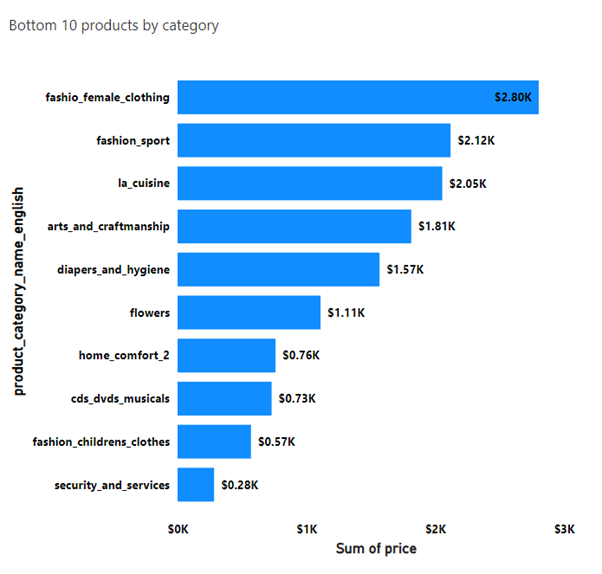 Bottom 10 products by category
product_category_name_english
fashio_female_clothing $2.80K
fashion_sport $2.12K
la_cuisine $2.05K
arts_and_craftmanship $1.81K
diapers_and_hygiene $1.57K
flowers $1.11K
home_comfort_2 $0.76K
cds_dvds_musicals $0.73K
fashion_childrens_clothes $0.57K
security_and_services $0.28K
$0K $1K $2K $3K
Sum of price